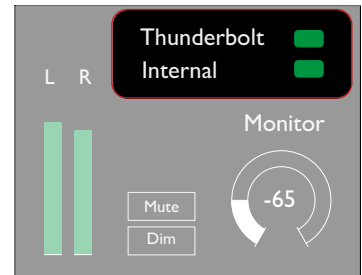 Thunderbolt
Internal
L R
Monitor
-65
Mute
Dim